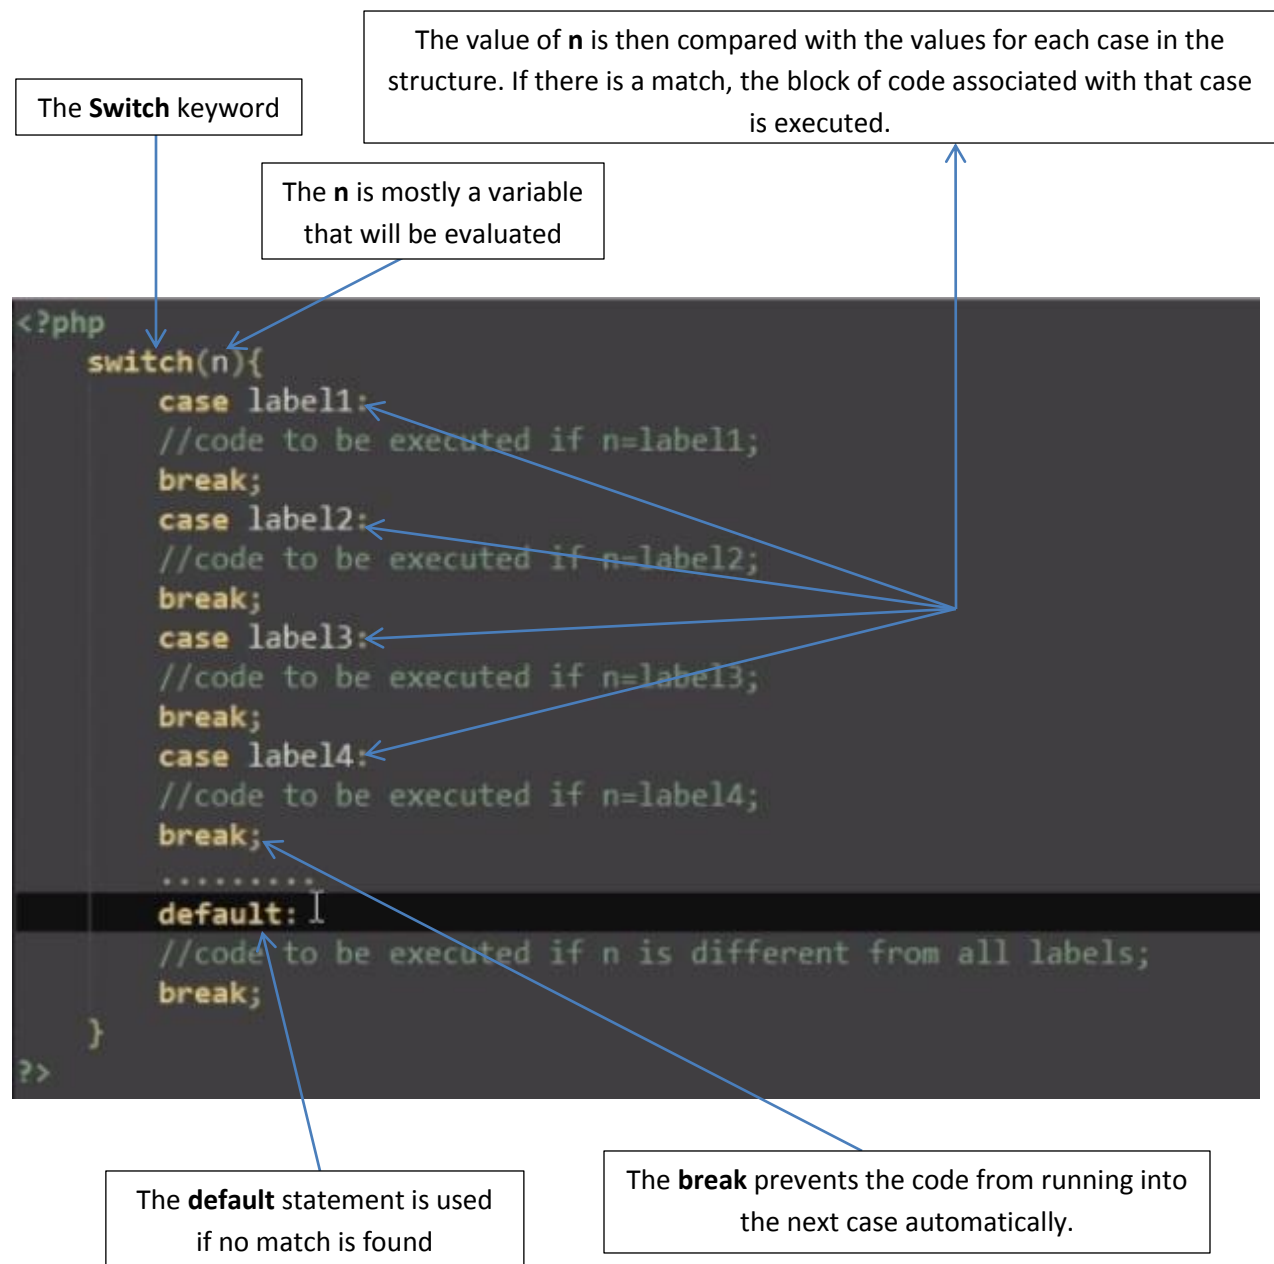 The value of n is then compared with the values for each case in the
structure. If there is a match, the block of code associated with that case
is executed.
The Switch keyword
The n is mostly a variable
that will be evaluated
<?php
switch(n){
case label1:
//code to be executed if n=label1;
break;
case label2:
//code to be executed if n=label2;
break;
case label3:
//code to be executed if n=label3;
break;
case label4:
//code to be executed if n=label4;
break;
.........
default:
//code to be executed if n is different from all labels;
break;
}
?>
The default statement is used
if no match is found
The break prevents the code from running into
the next case automatically.